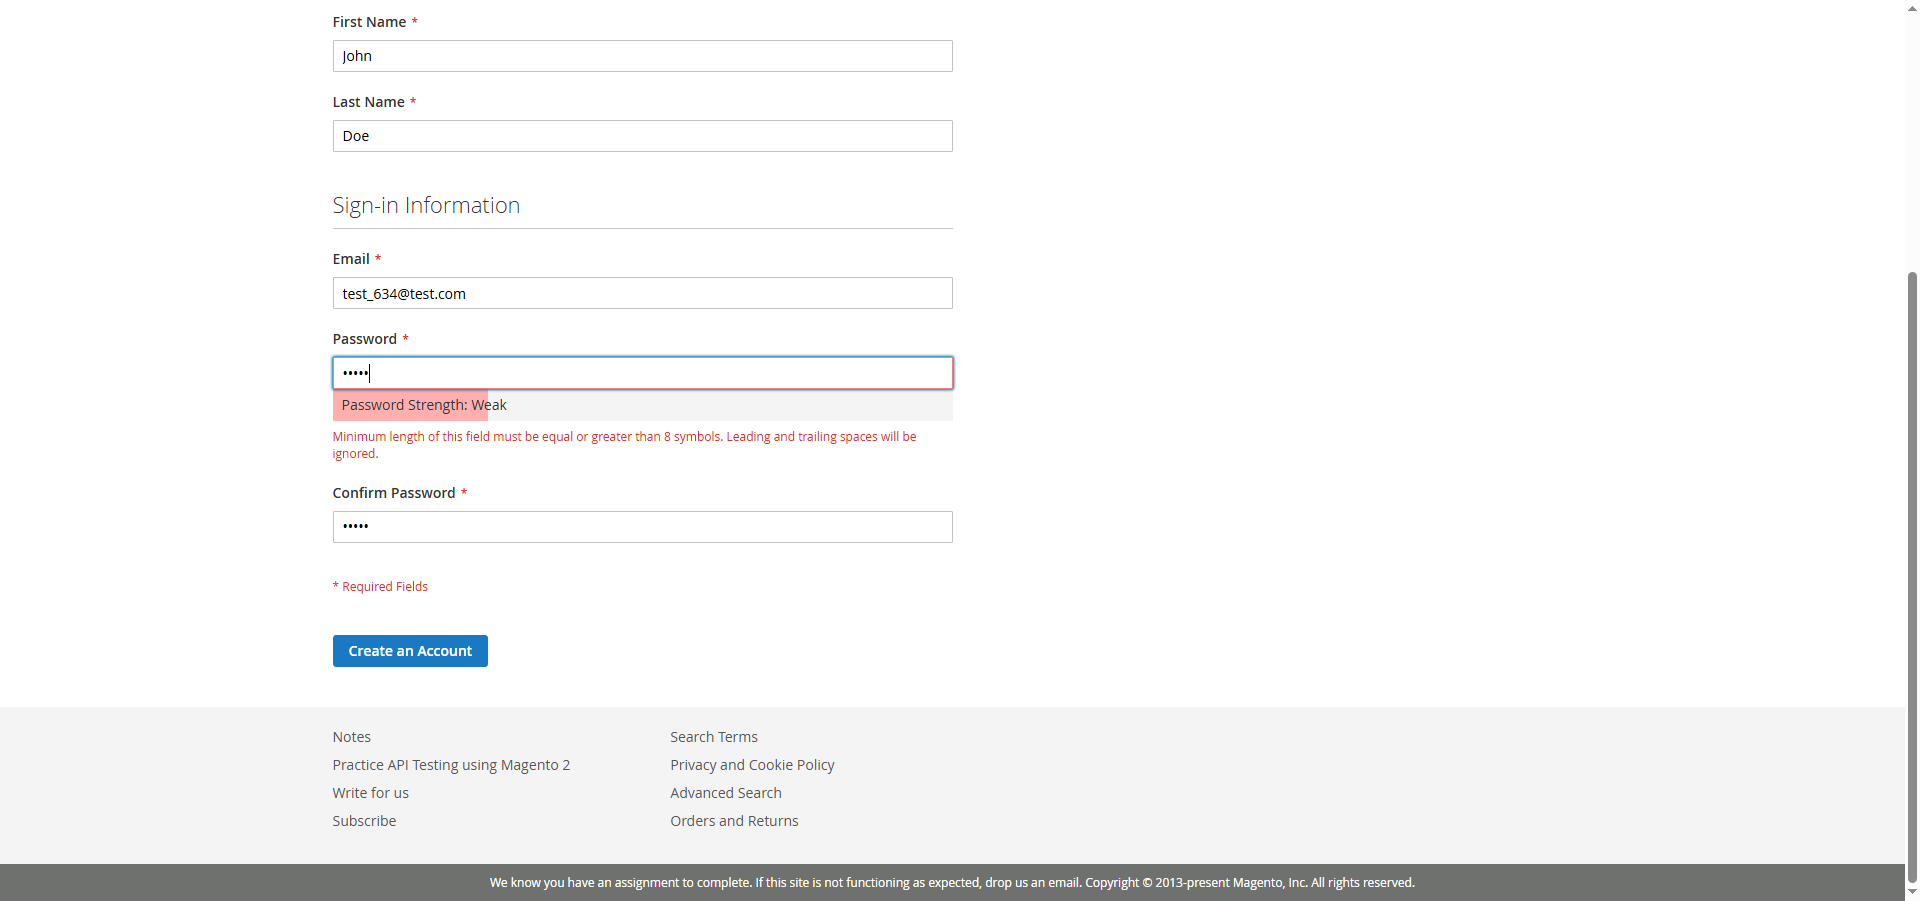 First Name *
John
Last Name *
Doe
Sign-in Information
Email *
test_634@test.com
Password *
•••••
Password Strength: Weak
Minimum length of this field must be equal or greater than 8 symbols. Leading and trailing spaces will be
ignored.
Confirm Password *
•••••
* Required Fields
Create an Account
Notes
Practice API Testing using Magento 2
Write for us
Subscribe
Search Terms
Privacy and Cookie Policy
Advanced Search
Orders and Returns
We know you have an assignment to complete. If this site is not functioning as expected, drop us an email. Copyright © 2013-present Magento, Inc. All rights reserved.